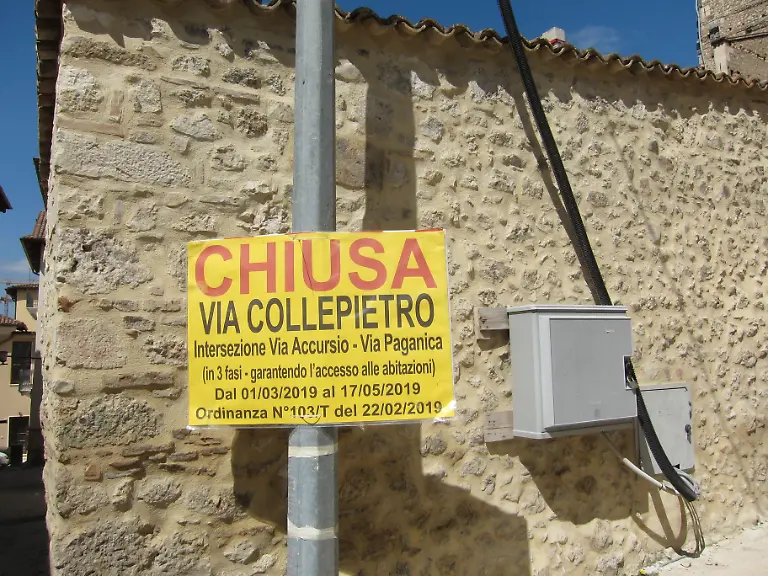 CHIUSA
VIA COLLEPIETRO
Intersezione Via Accursio - Via Paganica
(in 3 fasi - garantendo l'accesso alle abitazioni)
Dal 01/03/2019 al 17/05/2019
Ordinanza N°103/T del 22/02/2019